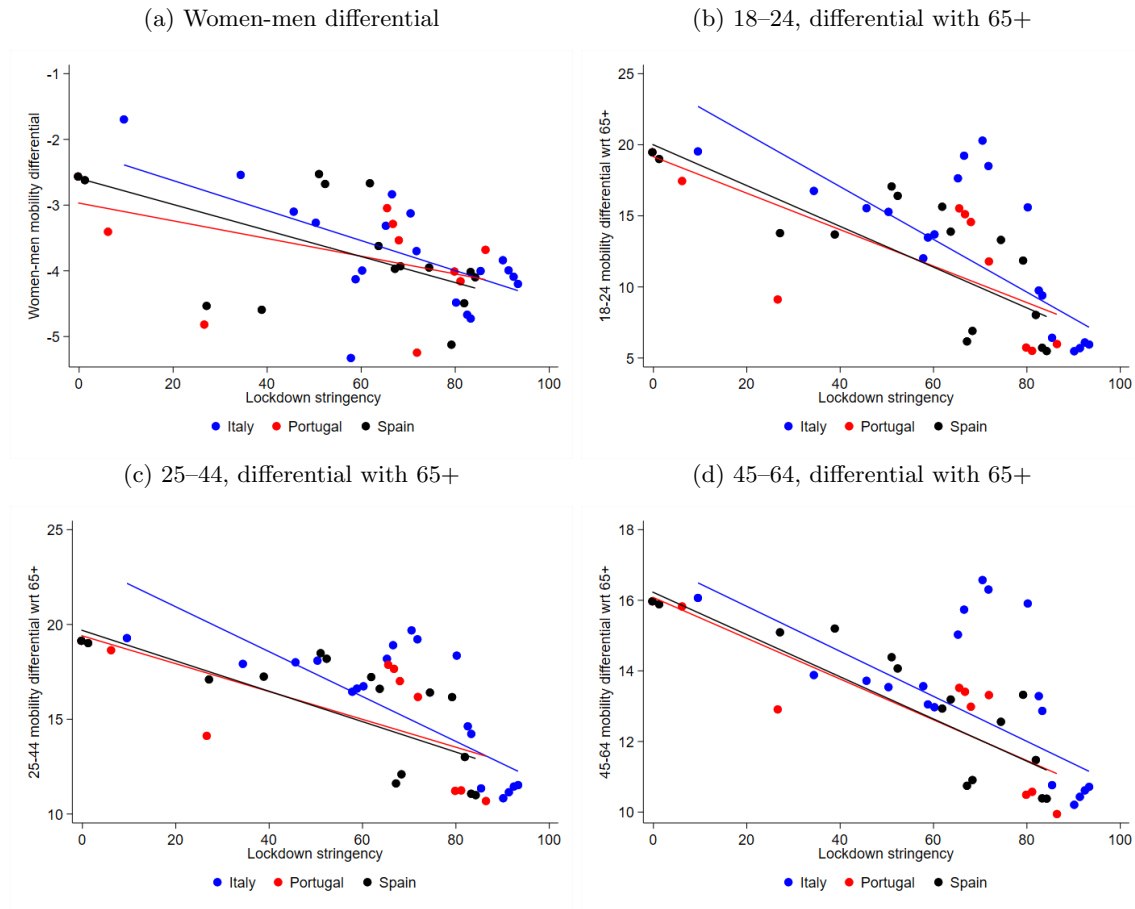 (a) Women-men differential
(b) 18–24, differential with 65+
-1
-2
-3
-4
-5
Women-men mobility differential
0 20 40 60 80 100
Lockdown stringency
Italy Portugal Spain
25
20
15
10
5
18-24 mobility differential wrt 65+
0 20 40 60 80 100
Lockdown stringency
Italy Portugal Spain
(c) 25–44, differential with 65+
(d) 45–64, differential with 65+
25
20
15
10
25-44 mobility differential wrt 65+
0 20 40 60 80 100
Lockdown stringency
Italy Portugal Spain
18
16
14
12
10
45-64 mobility differential wrt 65+
0 20 40 60 80 100
Lockdown stringency
Italy Portugal Spain